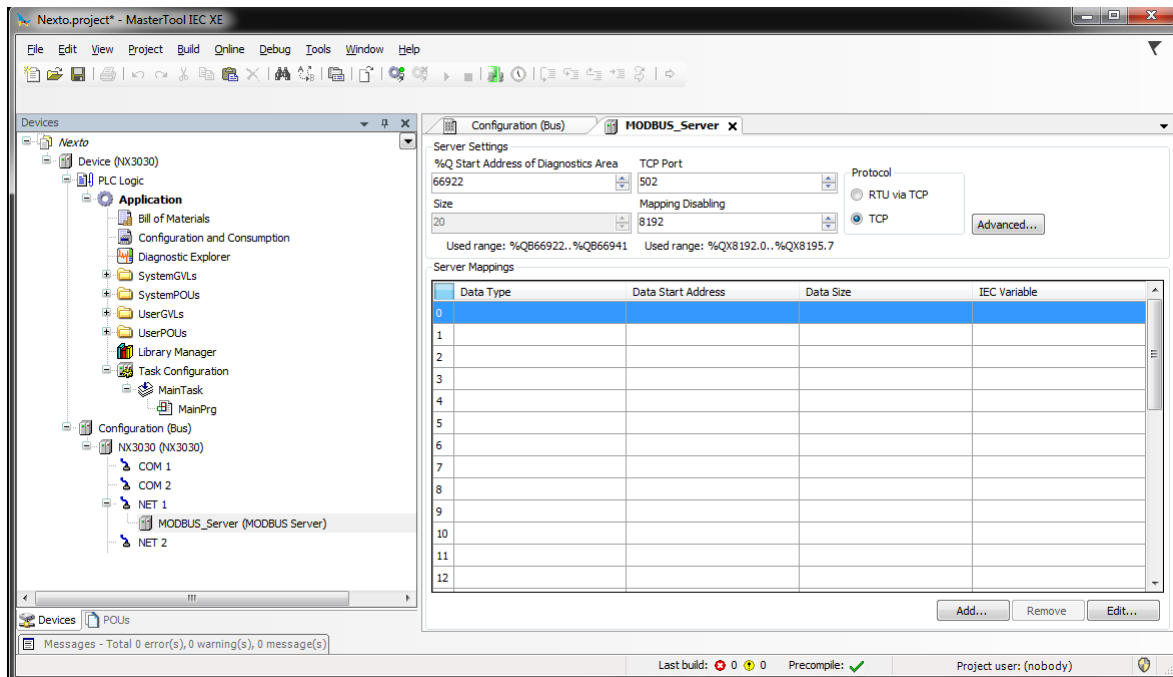 Nexto.project* - MasterTool IEC XE
File Edit View Project Build Online Debug Tools Window Help
Devices
Nexto
Device (NX3030)
PLC Logic
Application
Bill of Materials
Configuration and Consumption
Diagnostic Explorer
SystemGVLs
SystemPOUs
UserGVLs
UserPOUs
Library Manager
Task Configuration
MainTask
MainPrg
Configuration (Bus)
NX3030 (NX3030)
COM 1
COM 2
NET 1
MODBUS_Server (MODBUS Server)
NET 2
Devices POUs
Configuration (Bus) MODBUS_Server
Server Settings
%Q Start Address of Diagnostics Area TCP Port
66922 502
Size Mapping Disabling
20 8192
Used range: %QB66922..%QB66941 Used range: %QX8192.0..%QX8195.7
Protocol
RTU via TCP
TCP
Advanced...
Server Mappings
Data Type Data Start Address Data Size IEC Variable
0
1
2
3
4
5
6
7
8
9
10
11
12
Add... Remove Edit...
Messages - Total 0 error(s), 0 warning(s), 0 message(s)
Last build: 0 0 Precompile: Project user: (nobody)